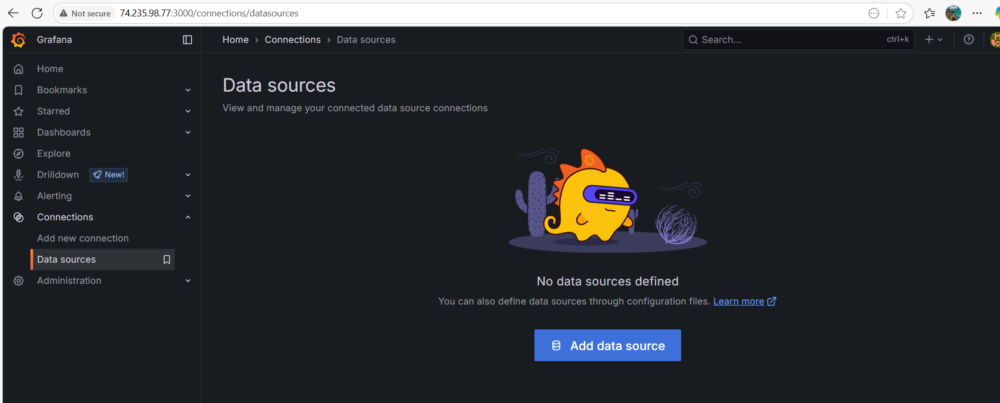 Not secure 74.235.98.77:3000/connections/datasources
Grafana
Home › Connections › Data sources
Search...
ctrl+k
Home
Bookmarks
Starred
Dashboards
Explore
Drilldown New!
Alerting
Connections
Add new connection
Data sources
Administration
Data sources
View and manage your connected data source connections
No data sources defined
You can also define data sources through configuration files. Learn more
Add data source